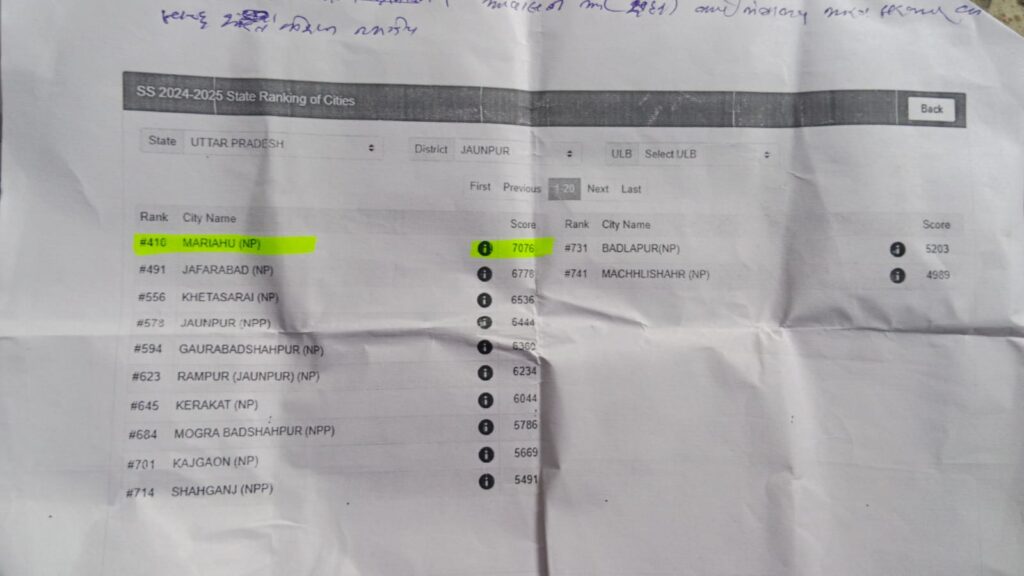 SS 2024-2025 State Ranking of Cities
Back
State UTTAR PRADESH District JAUNPUR ULB Select ULB
First Previous 1-20 Next Last
Rank City Name Score
#410 MARIAHU (NP) 7076
#491 JAFARABAD (NP) 6778
#556 KHETASARAI (NP) 6536
#578 JAUNPUR (NPP) 6444
#594 GAURABADSHAHPUR (NP)
#623 RAMPUR (JAUNPUR) (NP) 6234
#645 KERAKAT (NP) 6044
#684 MOGRA BADSHAHPUR (NPP) 5786
#701 KAJGAON (NP) 5669
#714 SHAHGANJ (NPP) 5491
Rank City Name Score
#731 BADLAPUR(NP) 5203
#741 MACHHLISHAHR (NP) 4989